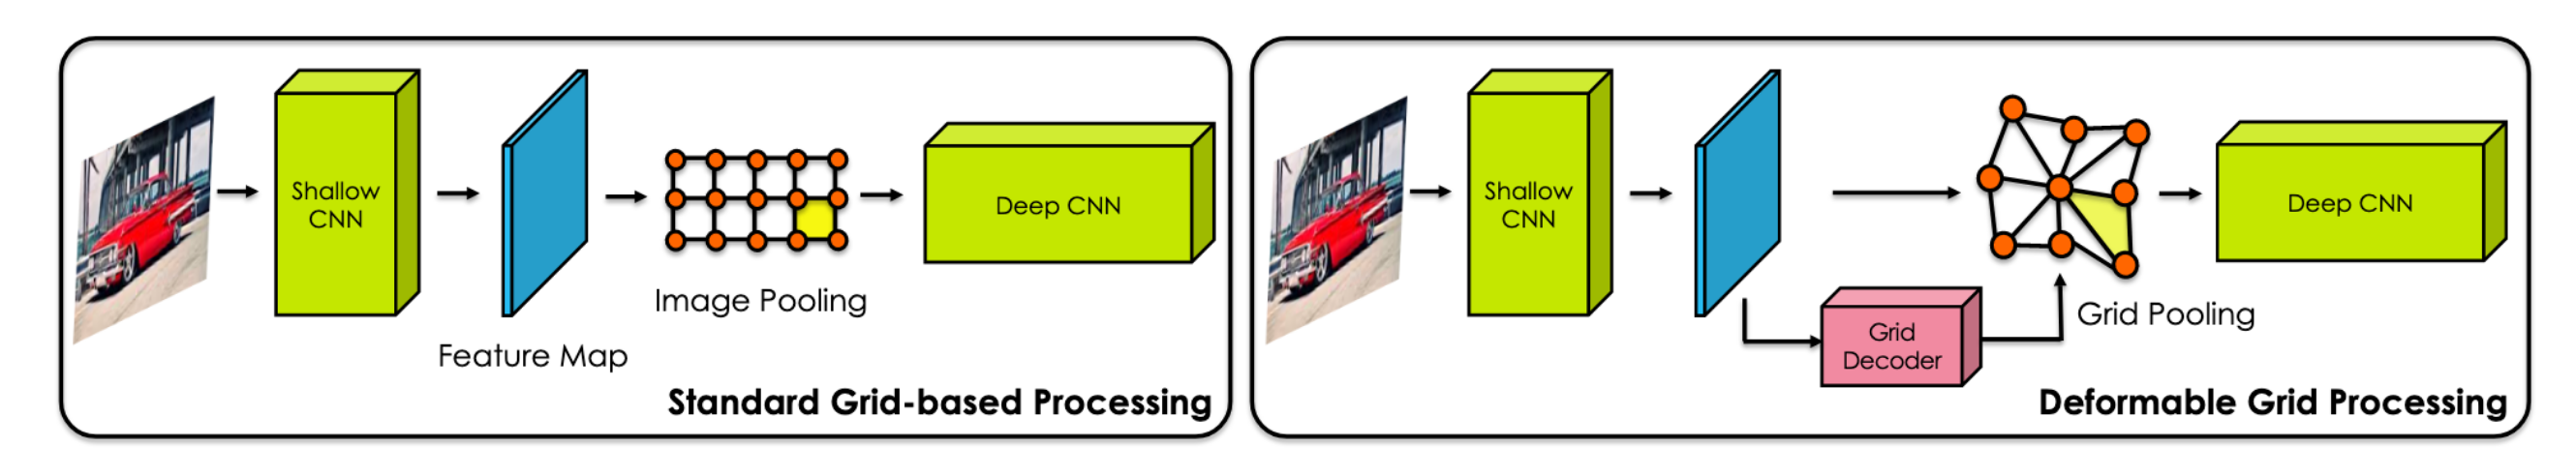 Shallow
CNN
Feature Map
Image Pooling
Deep CNN
Standard Grid-based Processing
Shallow
CNN
Grid
Decoder
Grid Pooling
Deep CNN
Deformable Grid Processing